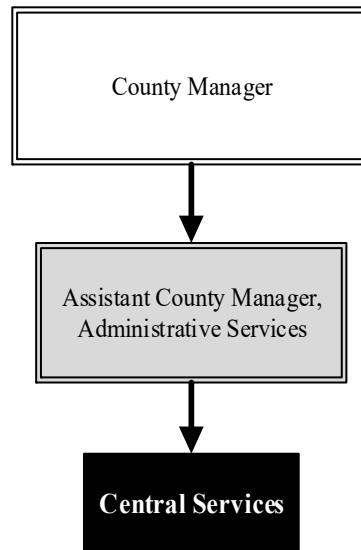 County Manager
Assistant County Manager,
Administrative Services
Central Services